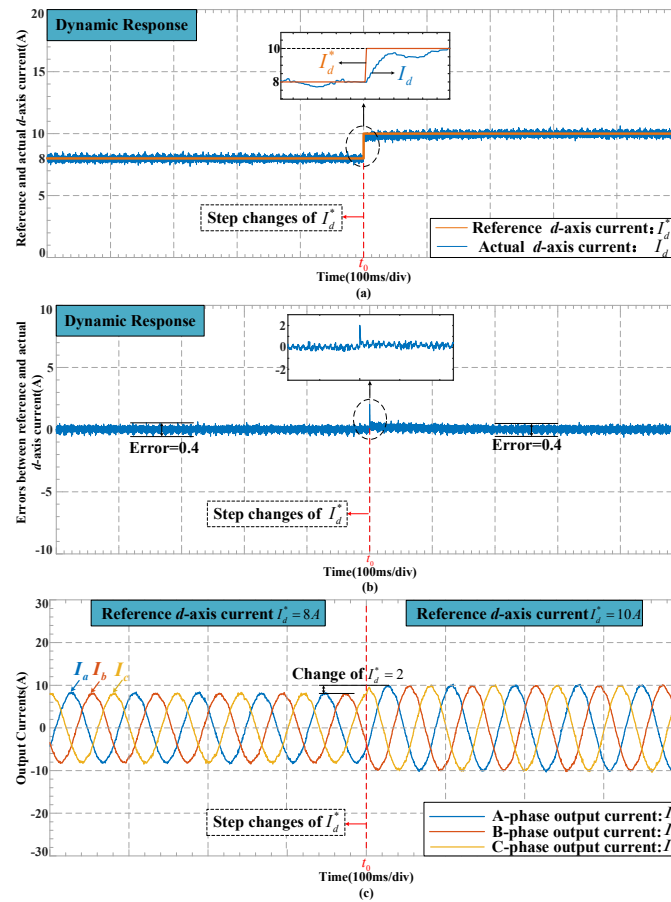 20
15
10
5
0
Reference and actual d-axis current(A)
Dynamic Response
10
8
I_d^*
I_d
Step changes of I_d^*
Reference d-axis current: I_d^*
Actual d-axis current: I_d
t_0
Time(100ms/div)
(a)
10
5
0
-5
-10
Errors between reference and actual
d-axis current(A)
Dynamic Response
2
0
-2
Error=0.4
Error=0.4
Step changes of I_d^*
t_0
Time(100ms/div)
(b)
30
20
10
0
-10
-20
-30
Output Currents(A)
Reference d-axis current I_d^* = 8A
Reference d-axis current I_d^* = 10A
I_a I_b I_c
Change of I_d^* = 2
Step changes of I_d^*
A-phase output current: I
B-phase output current: I
C-phase output current: I
t_0
Time(100ms/div)
(c)